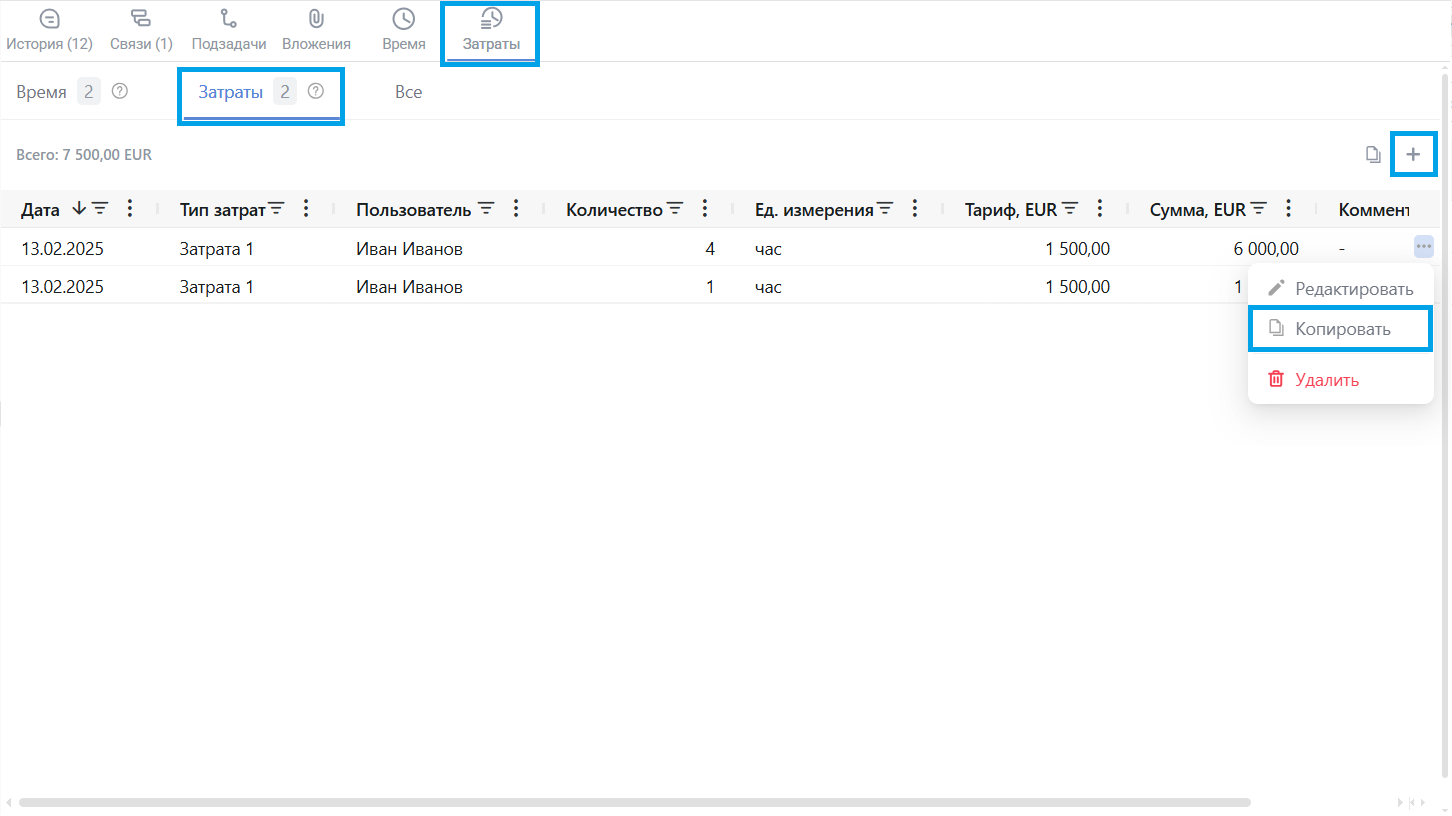 История (12) Связи (1) Подзадачи Вложения Время Затраты
Время 2 Затраты 2 Все
Всего: 7 500,00 EUR
Дата Тип затрат Пользователь Количество Ед. измерения Тариф, EUR Сумма, EUR Коммент
13.02.2025 Затрата 1 Иван Иванов 4 час 1 500,00 6 000,00 -
13.02.2025 Затрата 1 Иван Иванов 1 час 1 500,00 1
Редактировать
Копировать
Удалить